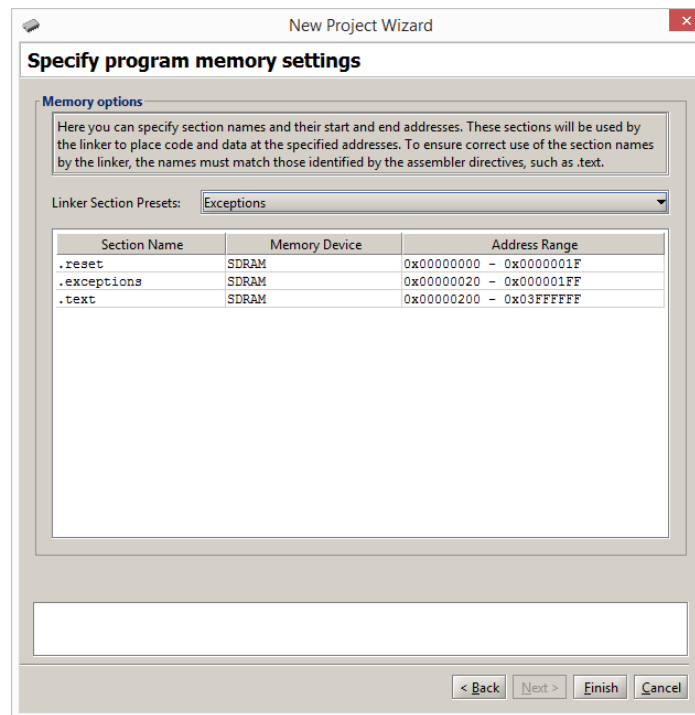 New Project Wizard
Specify program memory settings
Memory options
Here you can specify section names and their start and end addresses. These sections will be used by
the linker to place code and data at the specified addresses. To ensure correct use of the section names
by the linker, the names must match those identified by the assembler directives, such as .text.
Linker Section Presets: Exceptions
Section Name Memory Device Address Range
.reset SDRAM 0x00000000 - 0x0000001F
.exceptions SDRAM 0x00000020 - 0x000001FF
.text SDRAM 0x00000200 - 0x03FFFFFF
< Back Next > Finish Cancel